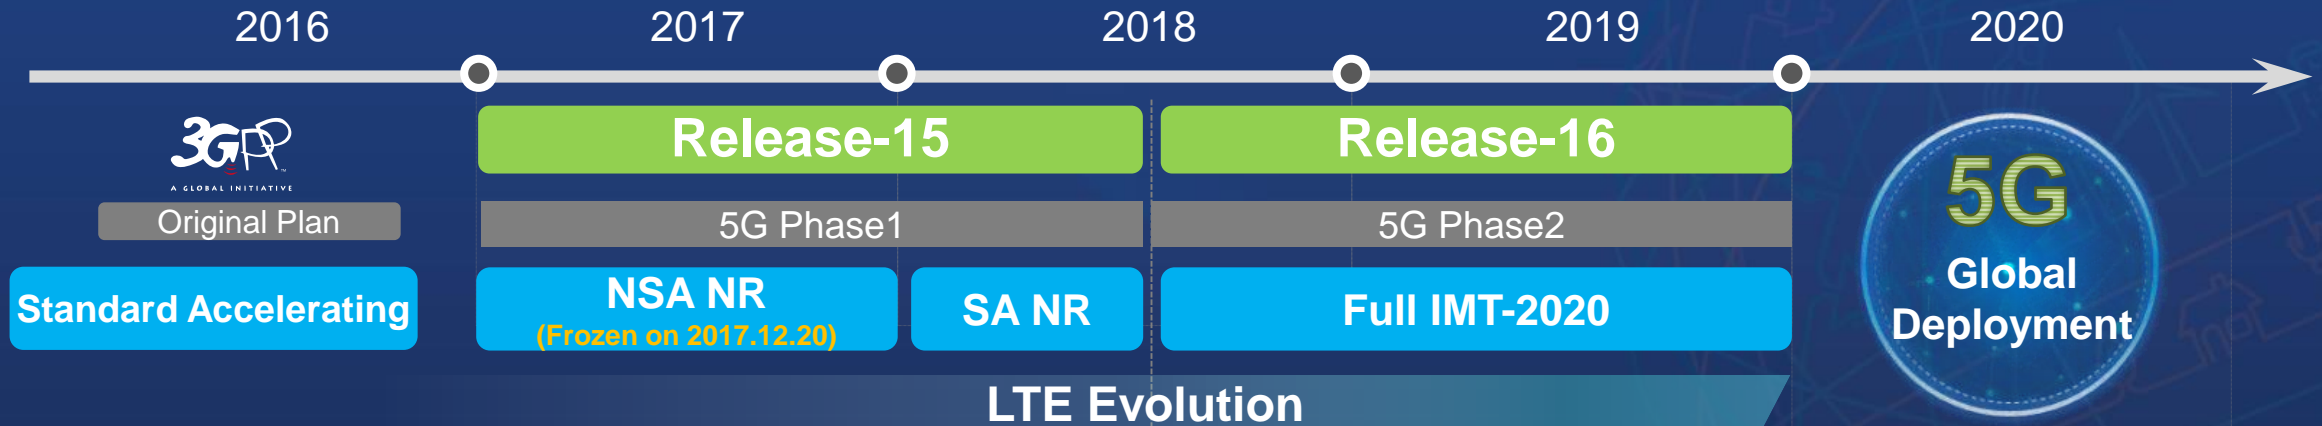 2016 2017 2018 2019 2020
3GPP
TM
A GLOBAL INITIATIVE
Release-15 Release-16
Original Plan 5G Phase1 5G Phase2
Standard Accelerating
NSA NR
(Frozen on 2017.12.20)
SA NR
Full IMT-2020
5G
Global
Deployment
LTE Evolution